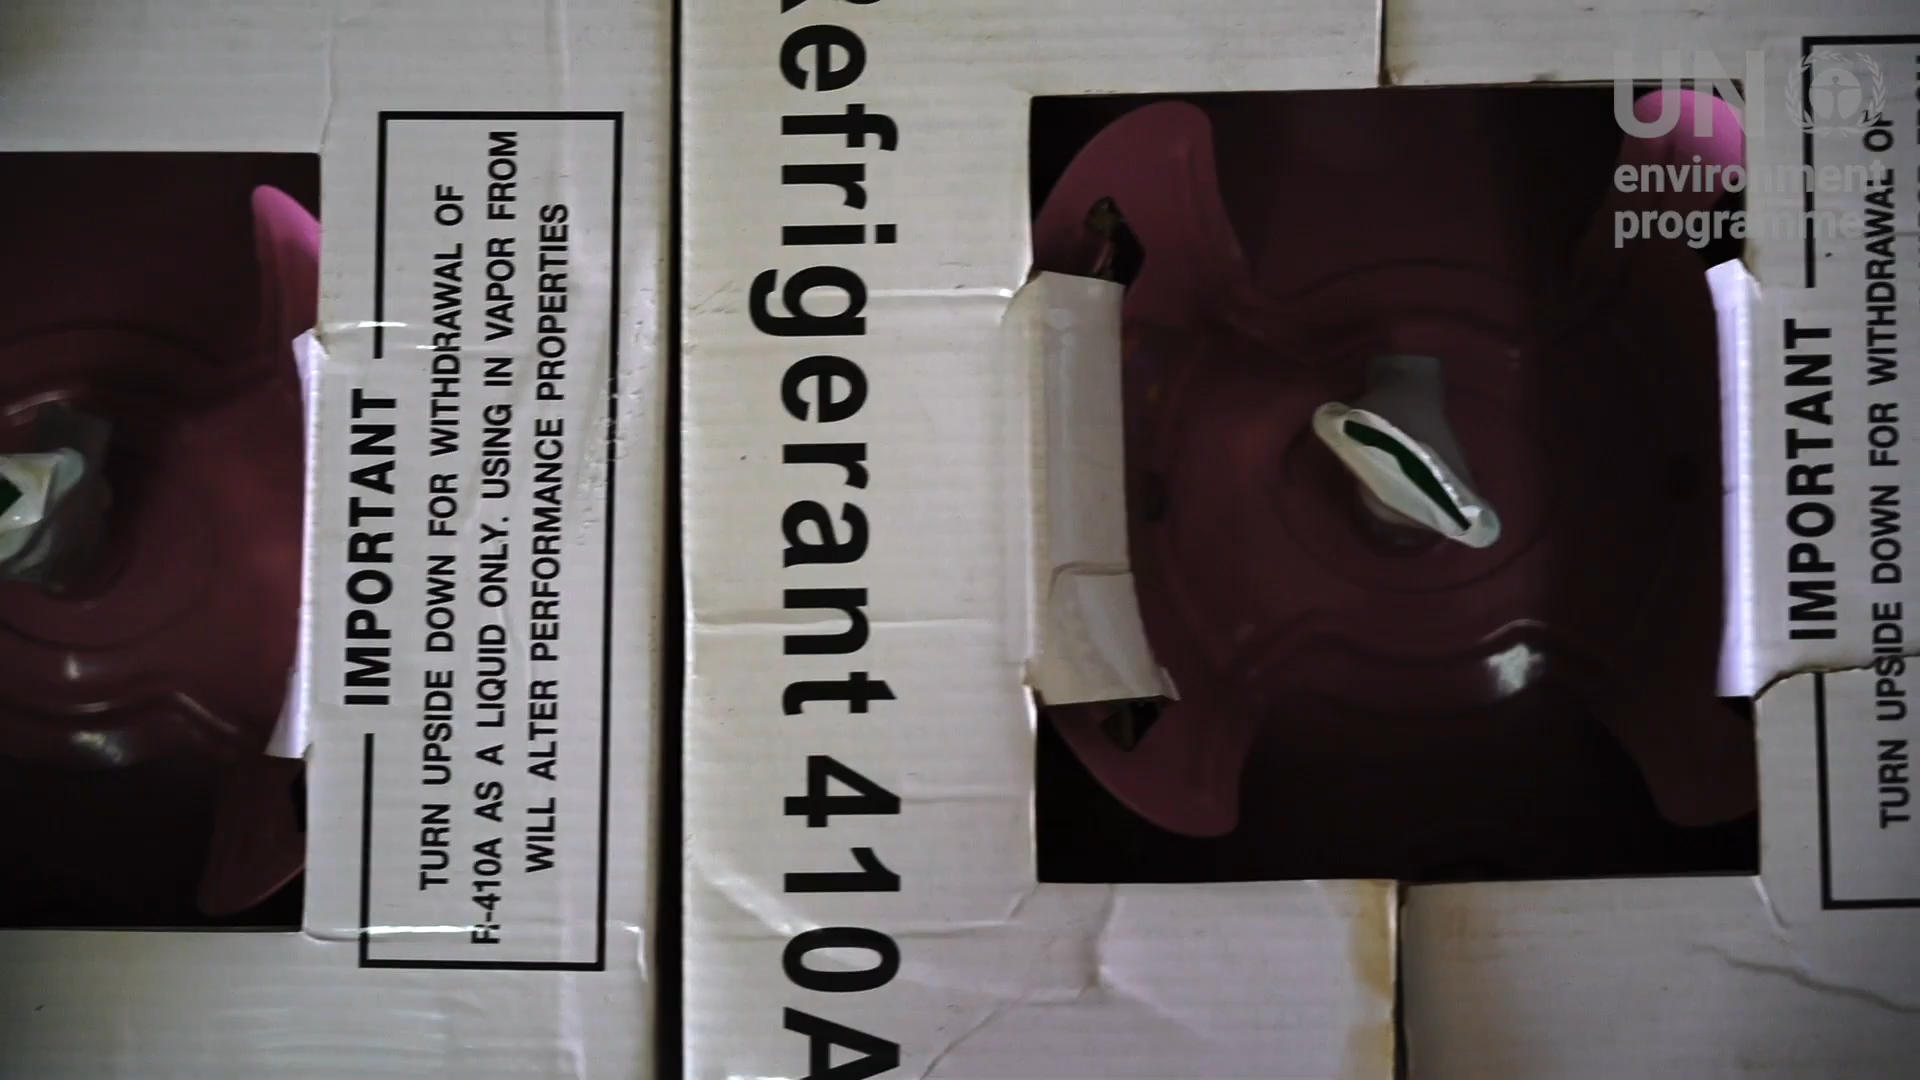 IMPORTANT
TURN UPSIDE DOWN FOR WITHDRAWAL OF
R-410A AS A LIQUID ONLY. USING IN VAPOR FROM
WILL ALTER PERFORMANCE PROPERTIES
Refrigerant 410A
UN
environment
programme
IMPORTANT
TURN UPSIDE DOWN FOR WITHDRAWAL OF